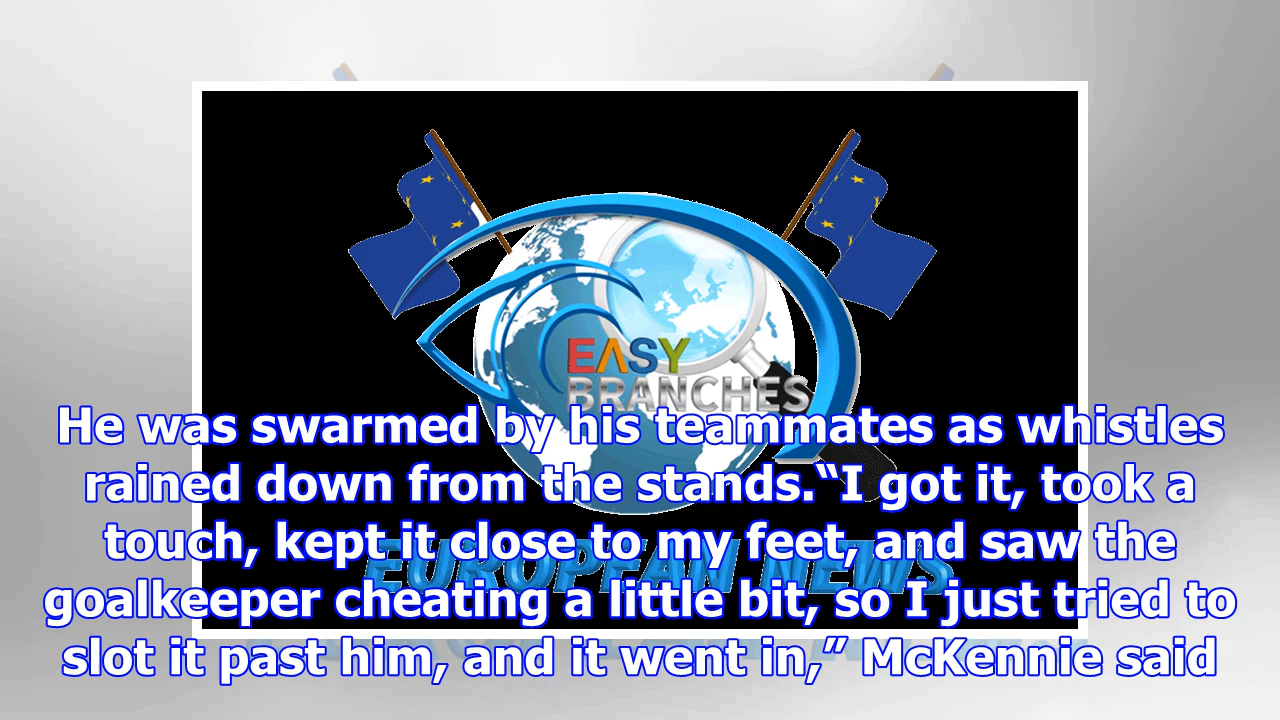 EASY
BRANCHES
He was swarmed by his teammates as whistles
rained down from the stands.“I got it, took a
touch, kept it close to my feet, and saw the
EUROPEAN NEWS
goalkeeper cheating a little bit, so I just tried to
slot it past him, and it went in,” McKennie said